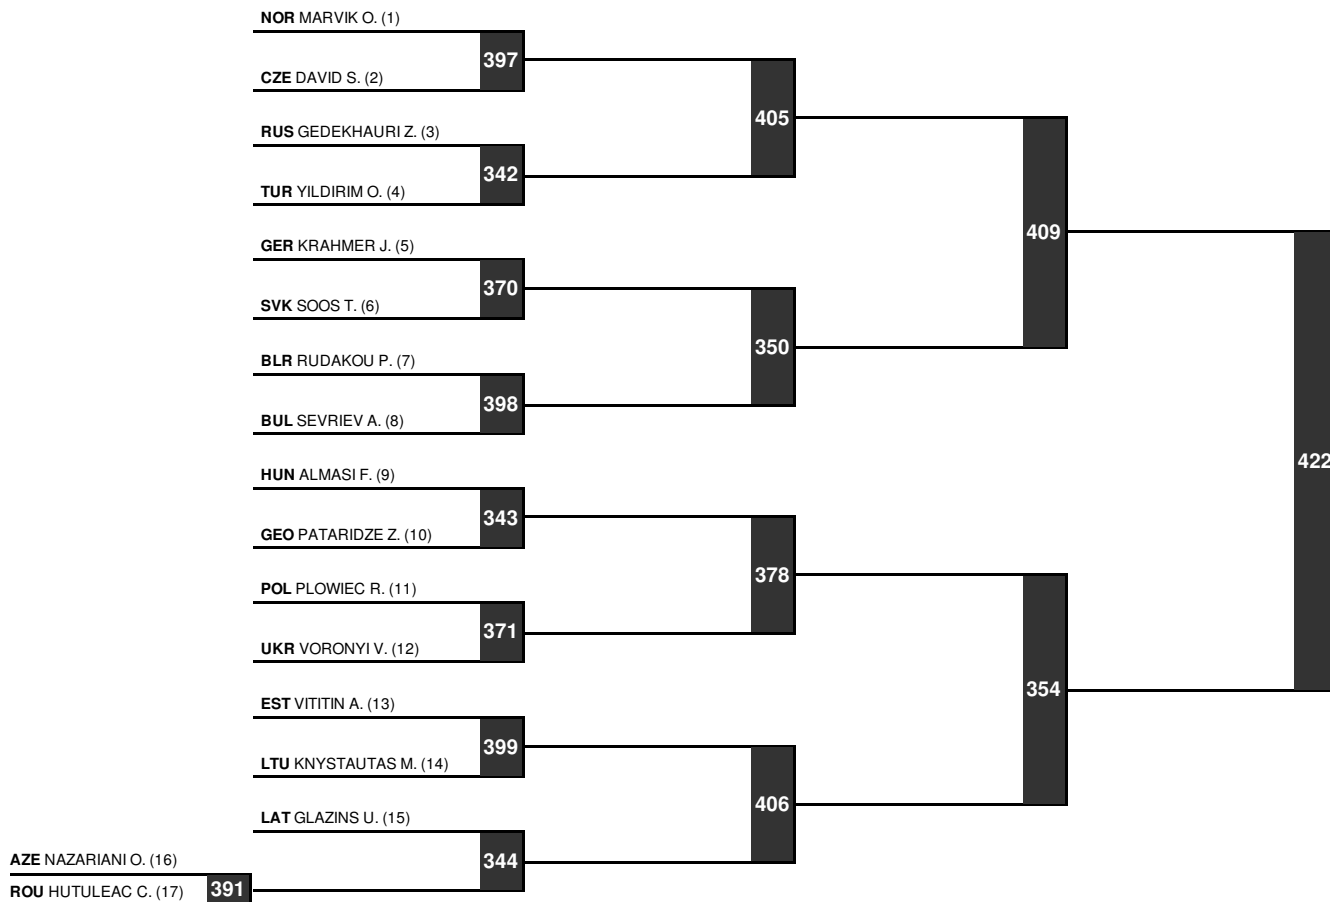 NOR MARVIK O. (1)
397
CZE DAVID S. (2)
405
RUS GEDEKHAURI Z. (3)
342
TUR YILDIRIM O. (4)
409
GER KRAHMER J. (5)
370
SVK SOOS T. (6)
350
BLR RUDAKOU P. (7)
398
BUL SEVRIEV A. (8)
422
HUN ALMASI F. (9)
343
GEO PATARIDZE Z. (10)
378
POL PLOWIEC R. (11)
371
UKR VORONYI V. (12)
354
EST VITITIN A. (13)
399
LTU KNYSTAUTAS M. (14)
406
LAT GLAZINS U. (15)
344
AZE NAZARIANI O. (16)
ROU HUTULEAC C. (17) 391